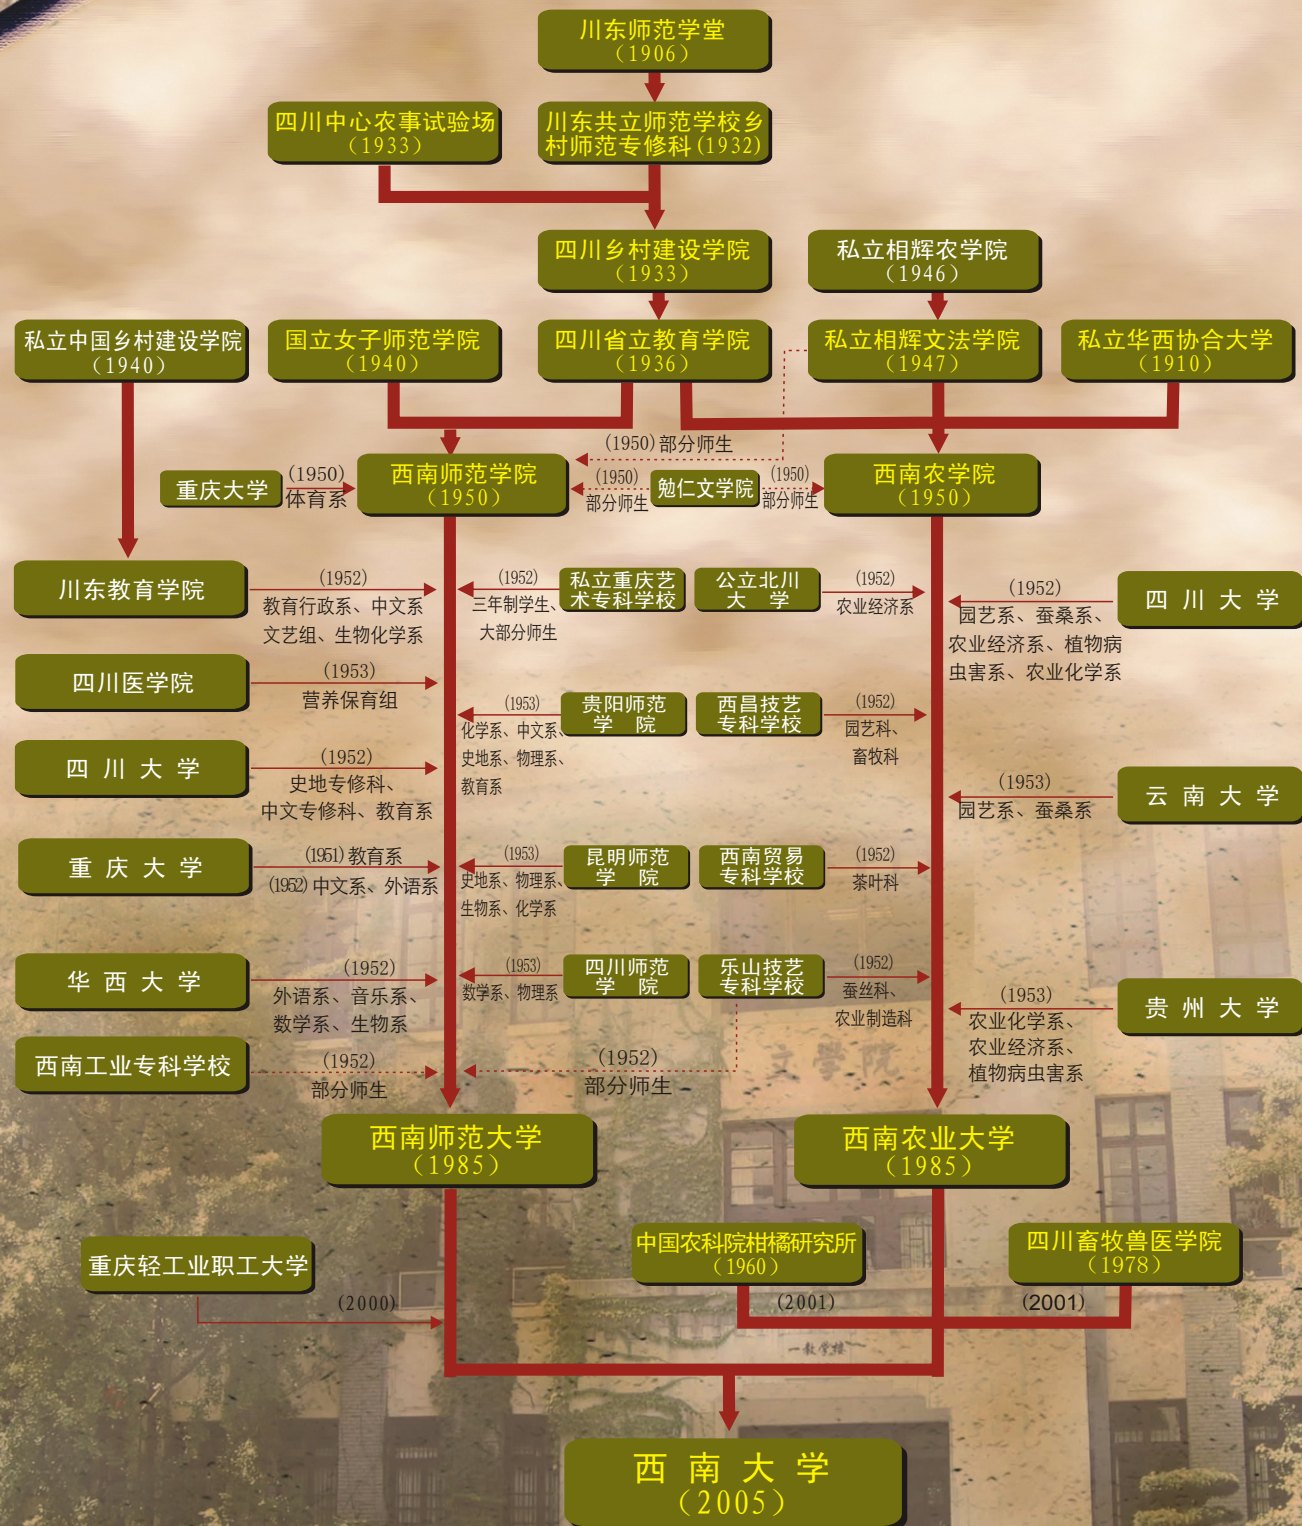 川东师范学堂
（1906）
四川中心农事试验场
（1933）
川东共立师范学校乡
村师范专修科(1932)
四川乡村建设学院
（1933）
私立相辉农学院
（1946）
私立中国乡村建设学院
（1940）
国立女子师范学院
（1940）
四川省立教育学院
（1936）
私立相辉文法学院
（1947）
私立华西协合大学
（1910）
(1950)部分师生
重庆大学
(1950)
体育系
西南师范学院
（1950）
(1950)
部分师生
勉仁文学院
(1950)
部分师生
西南农学院
（1950）
川东教育学院
(1952)
教育行政系、中文系
文艺组、生物化学系
(1952)
三年制学生、
大部分师生
私立重庆艺
术专科学校
公立北川
大 学
(1952)
农业经济系
(1952)
园艺系、蚕桑系、
农业经济系、植物病
虫害系、农业化学系
四 川 大 学
四川医学院
(1953)
营养保育组
(1953)
化学系、中文系、
史地系、物理系、
教育系
贵阳师范
学 院
西昌技艺
专科学校
(1952)
园艺科、
畜牧科
四 川 大 学
(1952)
史地专修科、
中文专修科、教育系
(1953)
园艺系、蚕桑系
云 南 大 学
重 庆 大 学
(1951)教育系
(1952)中文系、外语系
(1953)
史地系、物理系、
生物系、化学系
昆明师范
学 院
西南贸易
专科学校
(1952)
茶叶科
华 西 大 学
(1952)
外语系、音乐系、
数学系、生物系
(1953)
数学系、物理系
四川师范
学 院
乐山技艺
专科学校
(1952)
蚕丝科、
农业制造科
(1953)
农业化学系、
农业经济系、
植物病虫害系
贵 州 大 学
西南工业专科学校
(1952)
部分师生
(1952)
部分师生
文學院
西南师范大学
（1985）
西南农业大学
（1985）
重庆轻工业职工大学
(2000)
中国农科院柑橘研究所
（1960）
(2001)
四川畜牧兽医学院
（1978）
(2001)
一教学楼
西 南 大 学
（2005）